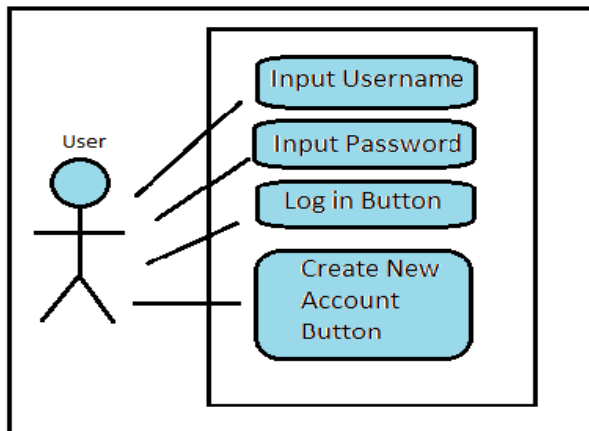 User
Input Username
Input Password
Log in Button
Create New
Account
Button